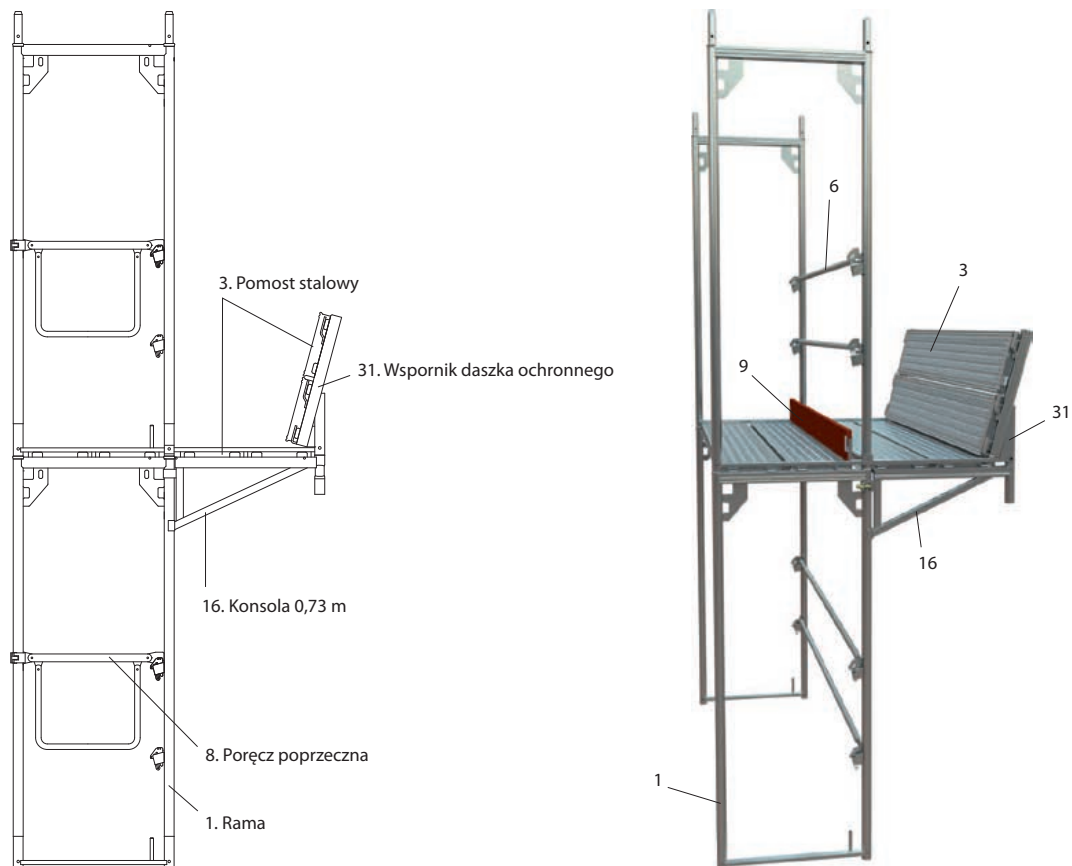 3. Pomost stalowy
31. Wspornik daszka ochronnego
16. Konsola 0,73 m
8. Poręcz poprzeczna
1. Rama
6
3
9
31
16
1